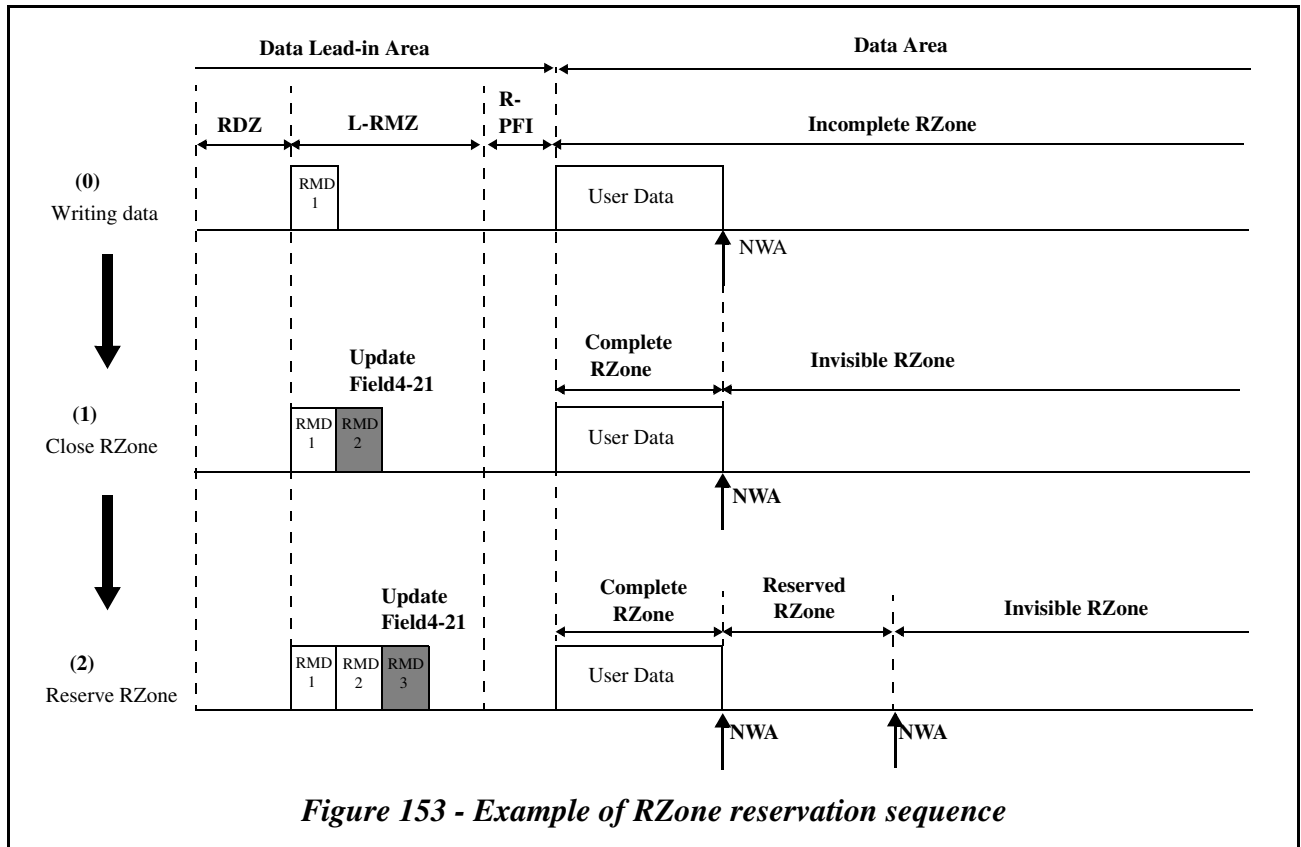 Data Lead-in Area
Data Area
RDZ
L-RMZ
R-
PFI
Incomplete RZone
(0)
Writing data
RMD
1
User Data
NWA
Update
Field4-21
Complete
RZone
Invisible RZone
(1)
Close RZone
RMD
1
RMD
2
User Data
NWA
Update
Field4-21
Complete
RZone
Reserved
RZone
Invisible RZone
(2)
Reserve RZone
RMD
1
RMD
2
RMD
3
User Data
NWA
NWA
Figure 153 - Example of RZone reservation sequence